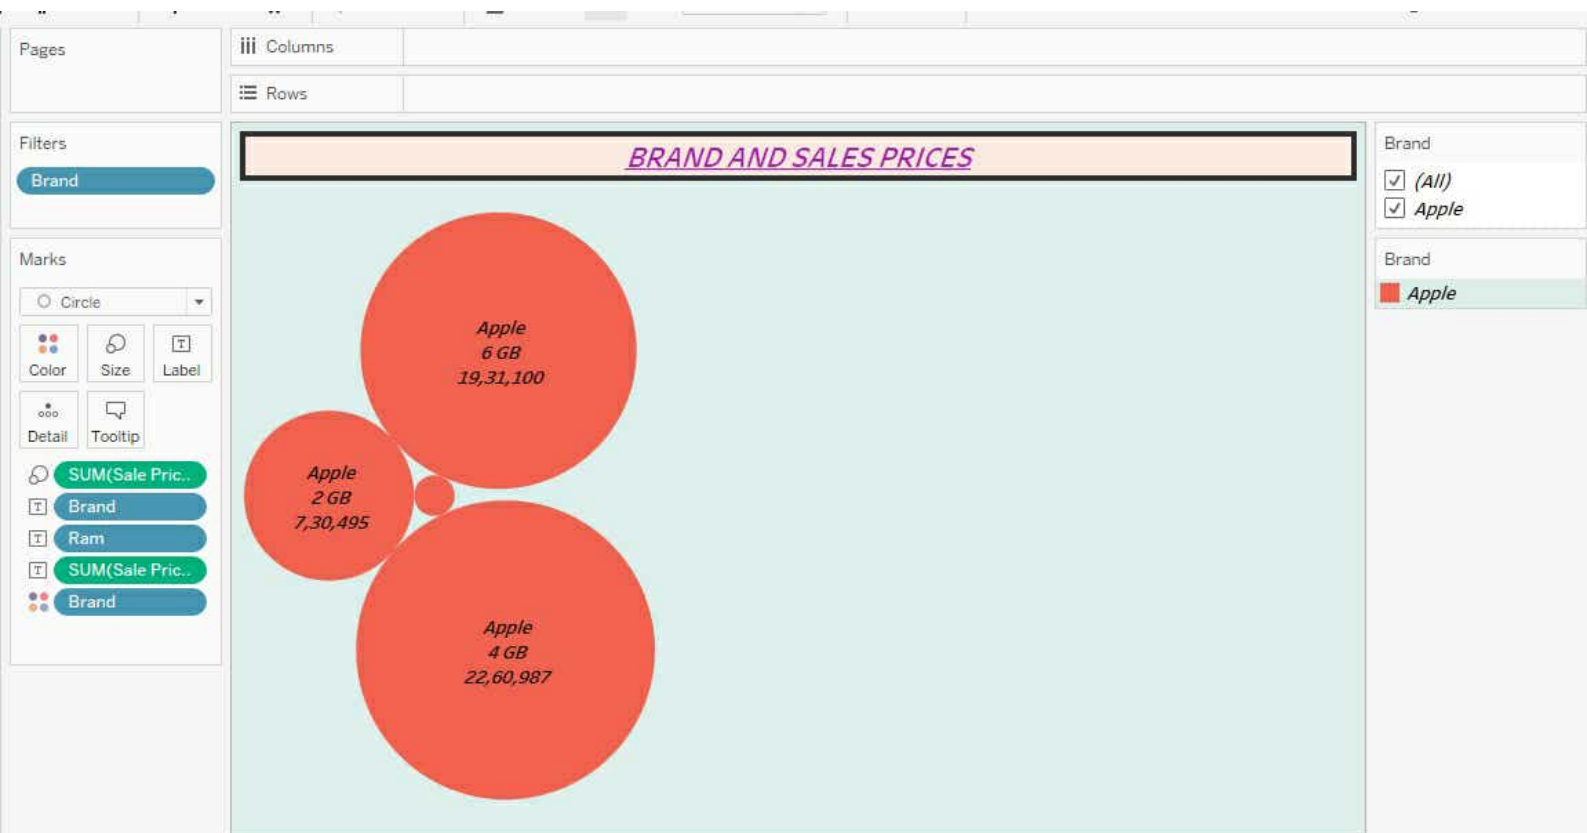 Pages
iii Columns
Rows
Filters
Brand
Marks
Circle
Color
Size
Label
Detail
Tooltip
SUM(Sale Pric..
Brand
Ram
SUM(Sale Pric..
Brand
BRAND AND SALES PRICES
Apple
6 GB
19,31,100
Apple
2 GB
7,30,495
Apple
4 GB
22,60,987
Brand
(All)
Apple
Brand
Apple